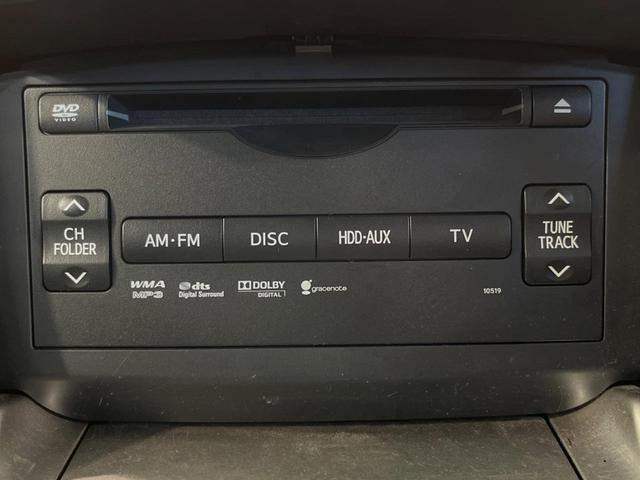 DVD
VIDEO
CH
FOLDER
AM·FM
DISC
HDD·AUX
TV
TUNE
TRACK
WMA
MP3
dts
Digital Surround
DOLBY
DIGITAL
gracenote
10519